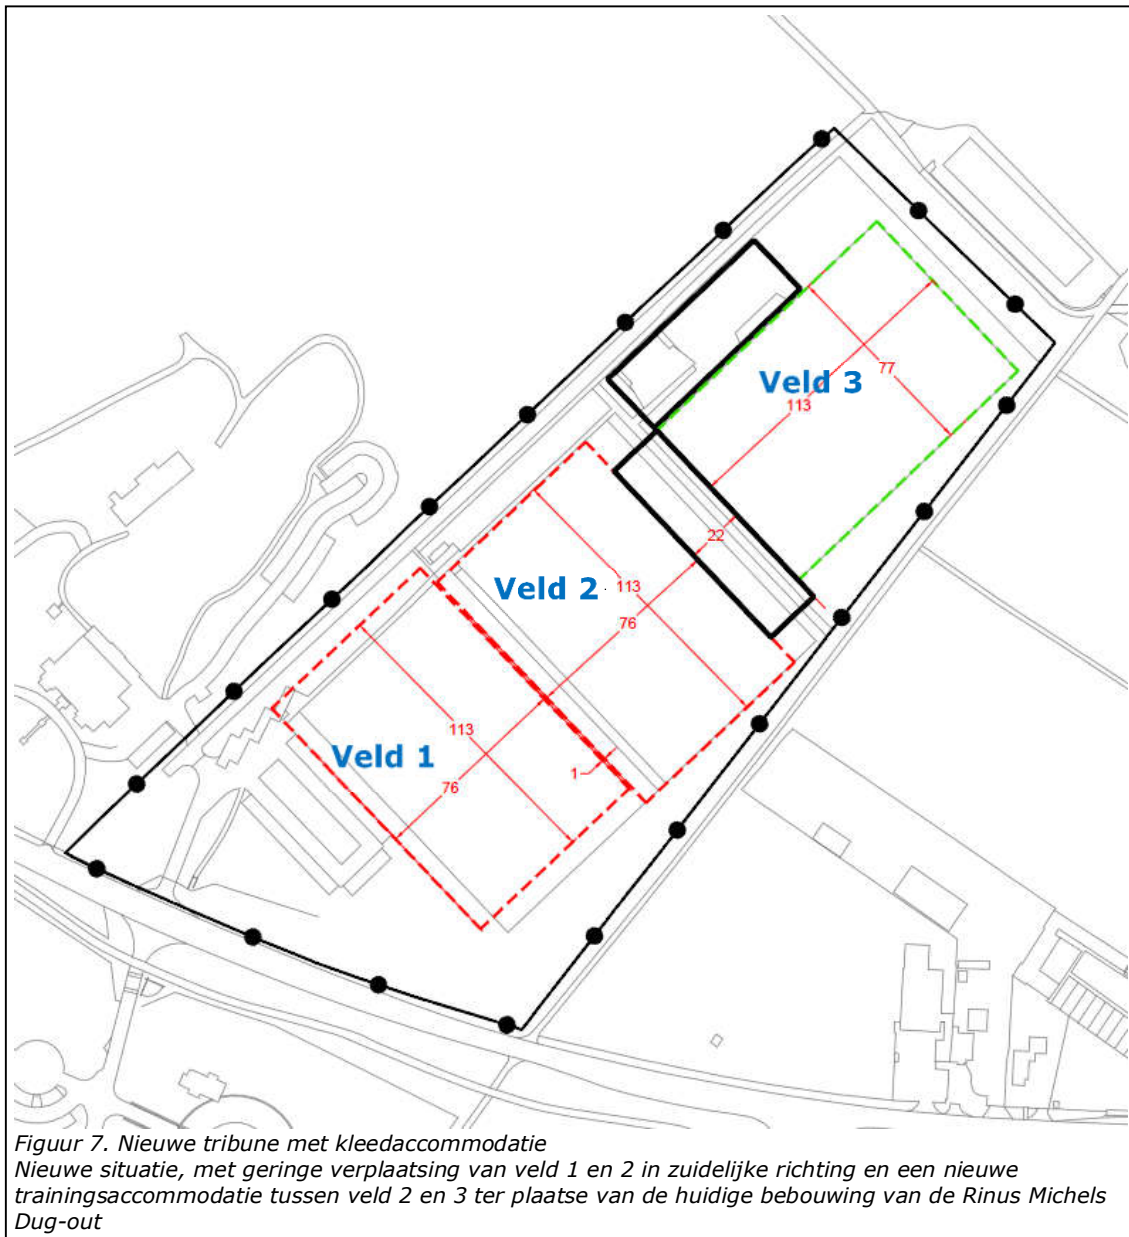 Veld 3
77
113
22
Veld 2
113
76
Veld 1
113
76
1
Figuur 7. Nieuwe tribune met kleedaccommodatie
Nieuwe situatie, met geringe verplaatsing van veld 1 en 2 in zuidelijke richting en een nieuwe
trainingsaccommodatie tussen veld 2 en 3 ter plaatse van de huidige bebouwing van de Rinus Michels
Dug-out